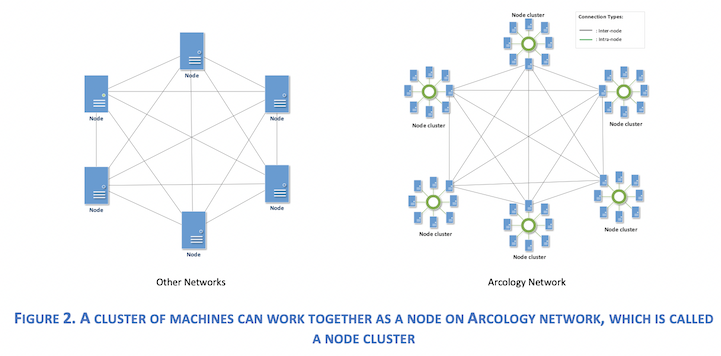 Node cluster
Connection Types:
: Inter-node
: Intra-node
Node
Node
Node
Node cluster
Node cluster
Node
Node
Node cluster
Node cluster
Node
Node cluster
Other Networks
Arcology Network
FIGURE 2. A CLUSTER OF MACHINES CAN WORK TOGETHER AS A NODE ON ARCOLOGY NETWORK, WHICH IS CALLED
A NODE CLUSTER